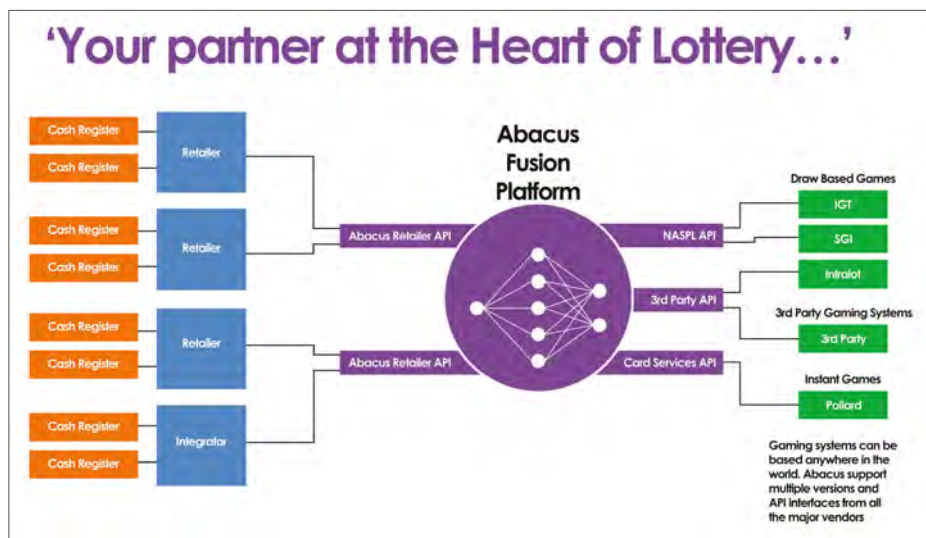 ‘Your partner at the Heart of Lottery...’
Abacus
Fusion
Platform
Cash Register
Cash Register
Retailer
Cash Register
Cash Register
Retailer
Cash Register
Cash Register
Retailer
Cash Register
Cash Register
Integrator
Abacus Retailer API
Abacus Retailer API
NASPL API
3rd Party API
Card Services API
Draw Based Games
IGT
SGI
Intralot
3rd Party Gaming Systems
3rd Party
Instant Games
Pollard
Gaming systems can be
based anywhere in the
world. Abacus support
multiple versions and
API interfaces from all
the major vendors